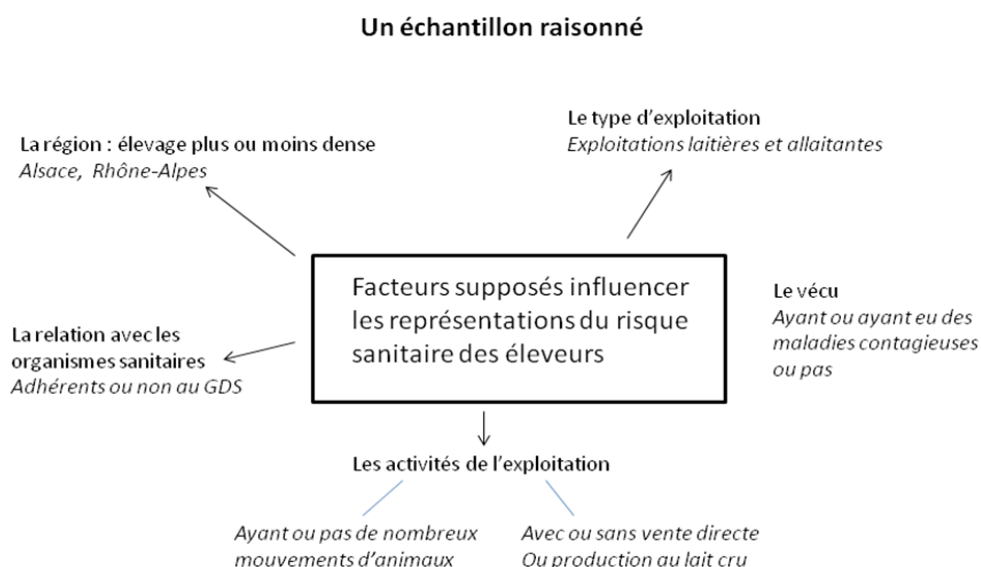 Un échantillon raisonné
Le type d’exploitation
Exploitations laitières et allaitantes
La région : élevage plus ou moins dense
Alsace, Rhône-Alpes
Facteurs supposés influencer
les représentations du risque
sanitaire des éleveurs
Le vécu
Ayant ou ayant eu des
maladies contagieuses
ou pas
La relation avec les
organismes sanitaires
Adhérents ou non au GDS
Les activités de l’exploitation
Ayant ou pas de nombreux
mouvements d’animaux
Avec ou sans vente directe
Ou production au lait cru